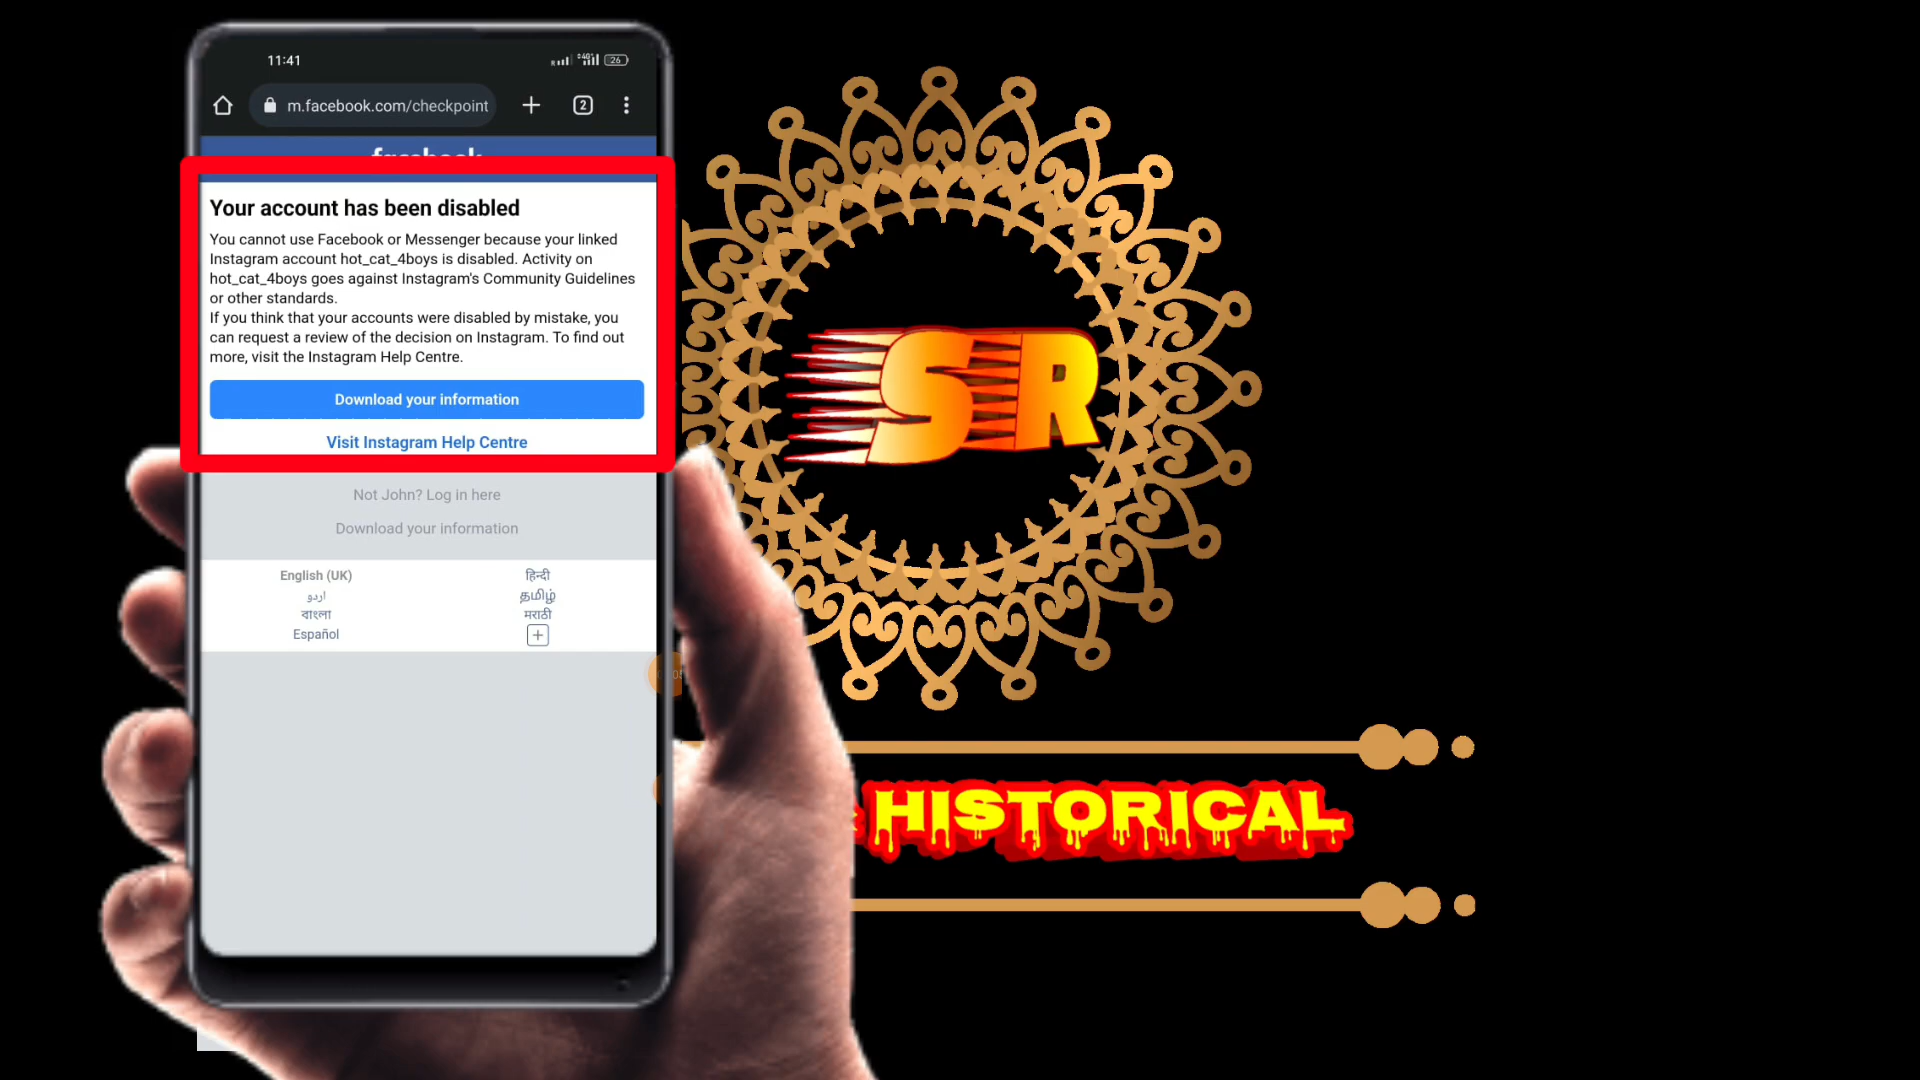 11:41
4G+
26
m.facebook.com/checkpoint
2
facebook
Your account has been disabled
You cannot use Facebook or Messenger because your linked
Instagram account hot_cat_4boys is disabled. Activity on
hot_cat_4boys goes against Instagram's Community Guidelines
or other standards.
If you think that your accounts were disabled by mistake, you
can request a review of the decision on Instagram. To find out
more, visit the Instagram Help Centre.
Download your information
Visit Instagram Help Centre
Not John? Log in here
Download your information
English (UK)
हिन्दी
اردو
தமிழ்
বাংলা
मराठी
Español
SR
HISTORICAL